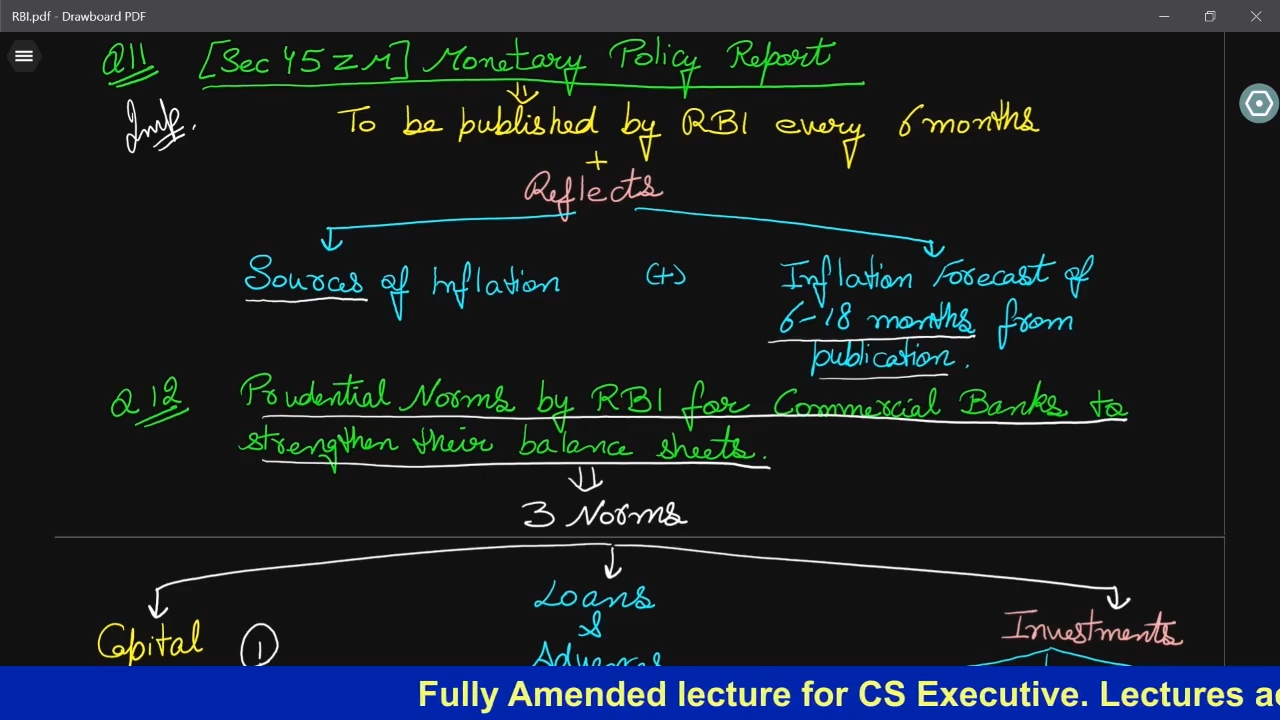 RBI.pdf - Drawboard PDF
Q11 [Sec 45ZM] Monetary Policy Report
Imp.
To be published by RBI every 6 months
+
Reflects
Sources of Inflation (+) Inflation Forecast of
6-18 months from
publication.
Q 12 Prudential Norms by RBI for Commercial Banks to
strengthen their balance sheets.
3 Norms
Capital 1
Loans
&
Advances
Investments
Fully Amended lecture for CS Executive. Lectures a